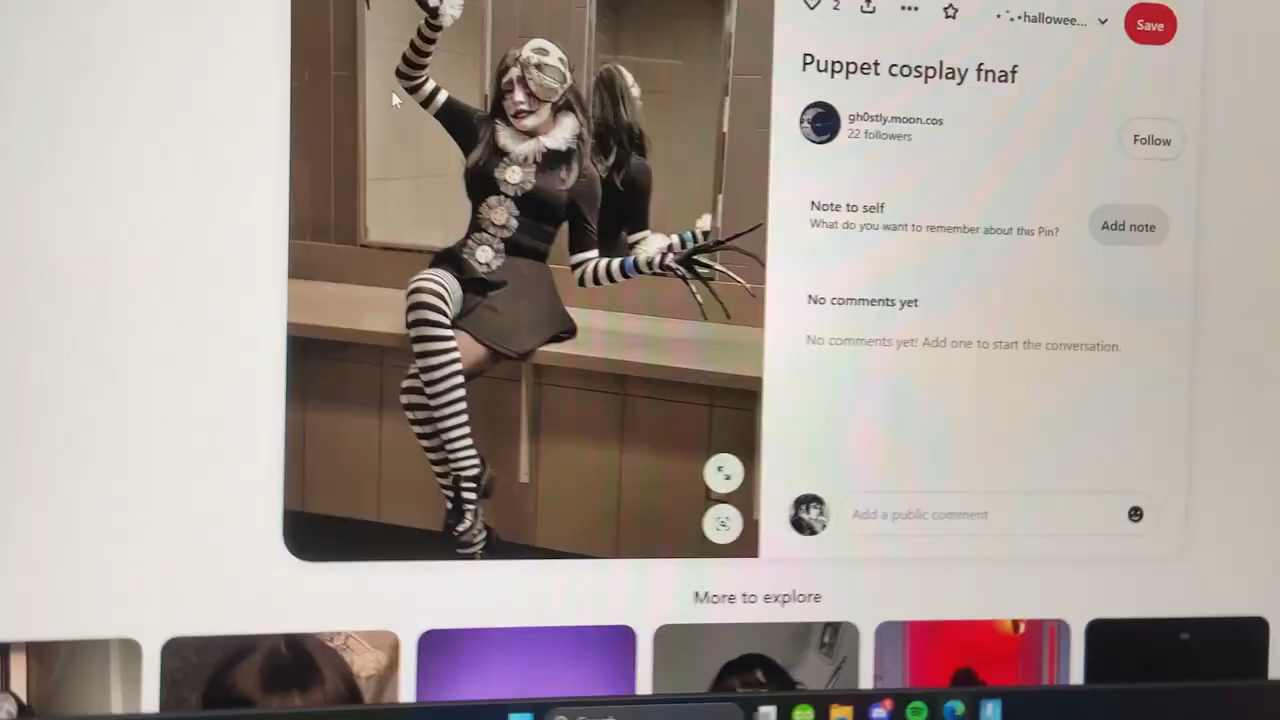 2
hallowee...
Save
Puppet cosplay fnaf
gh0stly.moon.cos
22 followers
Follow
Note to self
What do you want to remember about this Pin?
Add note
No comments yet
No comments yet! Add one to start the conversation.
Add a public comment
More to explore